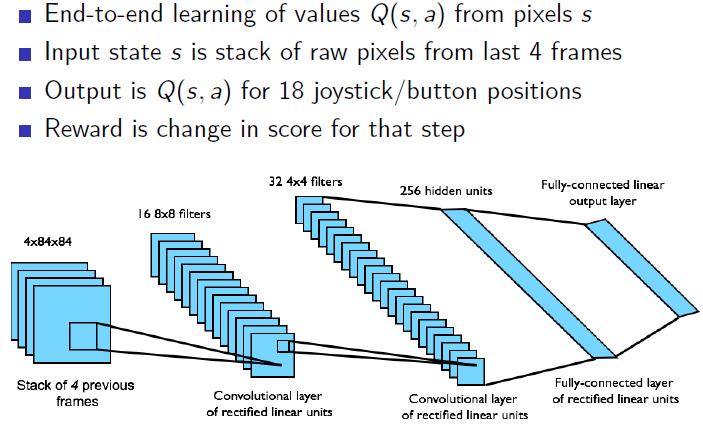 End-to-end learning of values Q(s, a) from pixels s
Input state s is stack of raw pixels from last 4 frames
Output is Q(s, a) for 18 joystick/button positions
Reward is change in score for that step
32 4x4 filters
256 hidden units
Fully-connected linear
output layer
16 8x8 filters
4x84x84
Stack of 4 previous
frames
Convolutional layer
of rectified linear units
Convolutional layer
of rectified linear units
Fully-connected layer
of rectified linear units